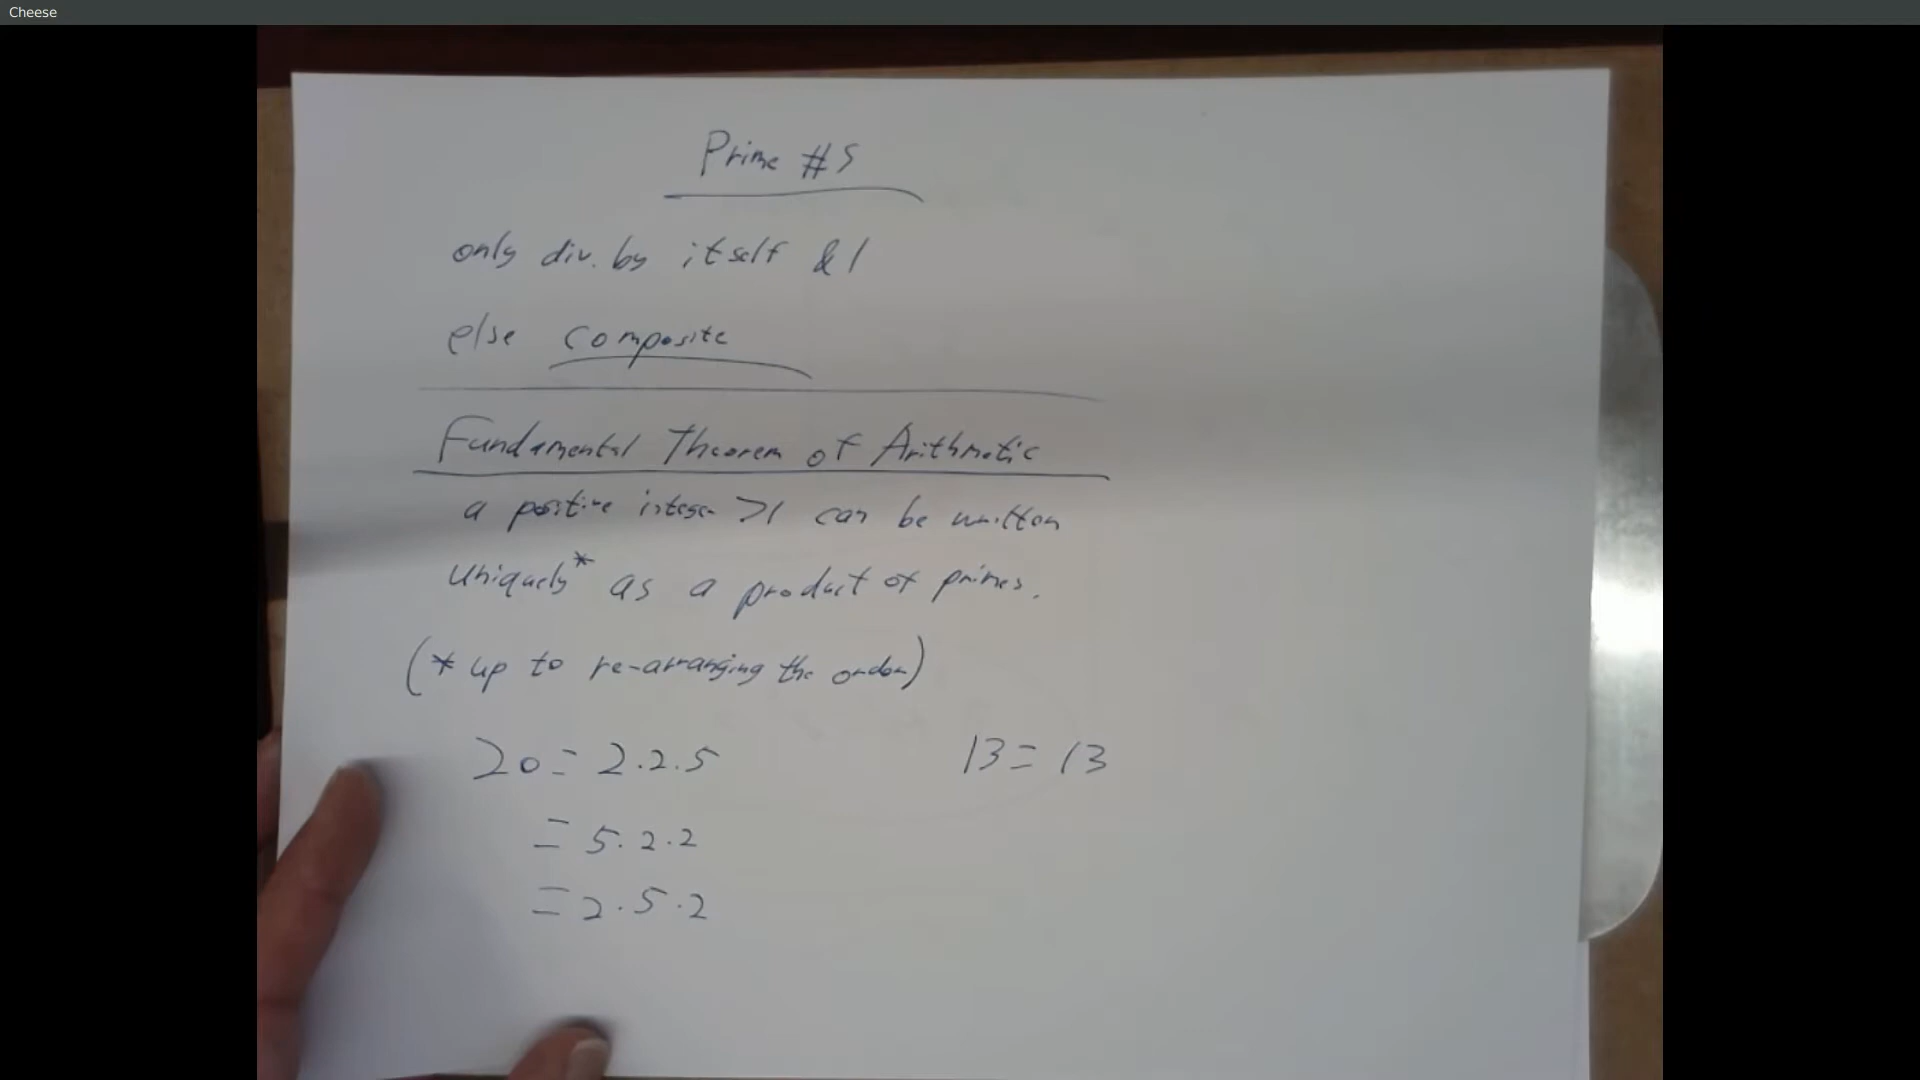 Cheese
Prime #s
only div. by itself & 1
else composite
Fundamental Theorem of Arithmetic
a positive integer >1 can be written
uniquely* as a product of primes.
(* up to re-arranging the order)
20 = 2.2.5
13 = 13
= 5.2.2
= 2.5.2